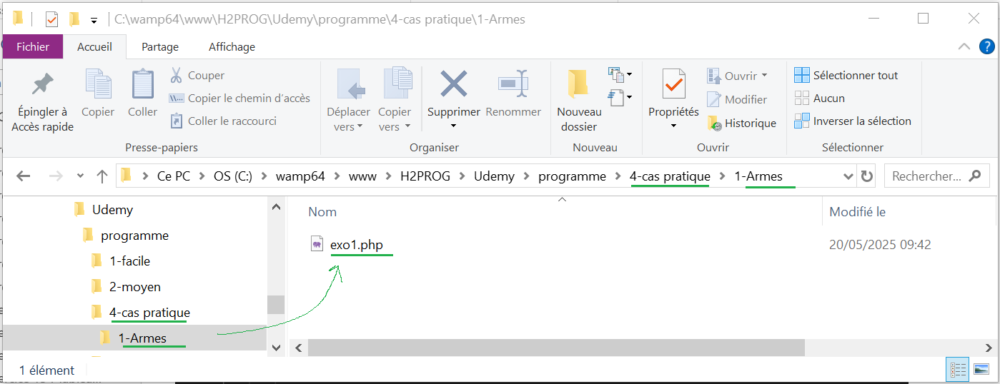 C:\wamp64\www\H2PROG\Udemy\programme\4-cas pratique\1-Armes
Fichier Accueil Partage Affichage
Épingler à Accès rapide
Copier
Coller
Couper
Copier le chemin d'accès
Coller le raccourci
Presse-papiers
Déplacer vers
Copier vers
Supprimer
Renommer
Organiser
Nouveau dossier
Nouveau
Propriétés
Ouvrir
Modifier
Historique
Ouvrir
Sélectionner tout
Aucun
Inverser la sélection
Sélectionner
Ce PC > OS (C:) > wamp64 > www > H2PROG > Udemy > programme > 4-cas pratique > 1-Armes
Rechercher...
Udemy
programme
1-facile
2-moyen
4-cas pratique
1-Armes
Nom Modifié le
exo1.php 20/05/2025 09:42
1 élément